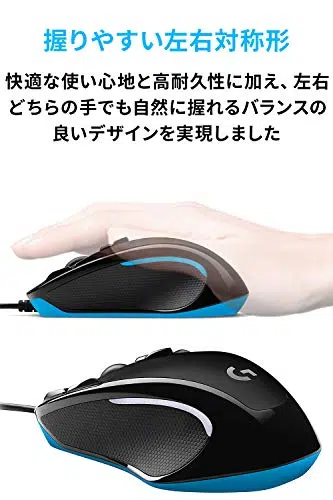 握りやすい左右対称形
快適な使い心地と高耐久性に加え、左右
どちらの手でも自然に握れるバランスの
良いデザインを実現しました